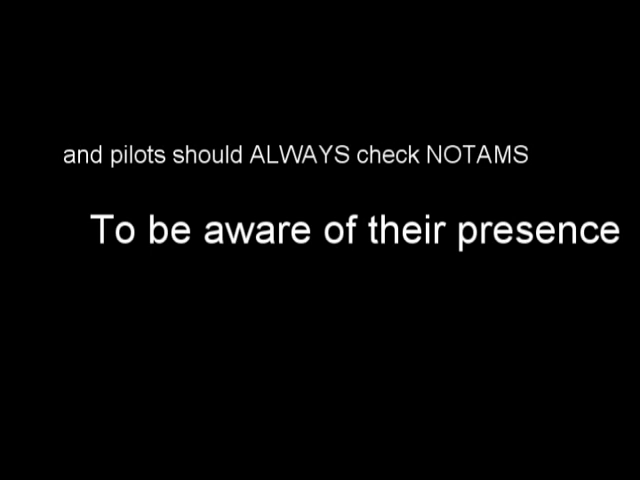 and pilots should ALWAYS check NOTAMS
To be aware of their presence